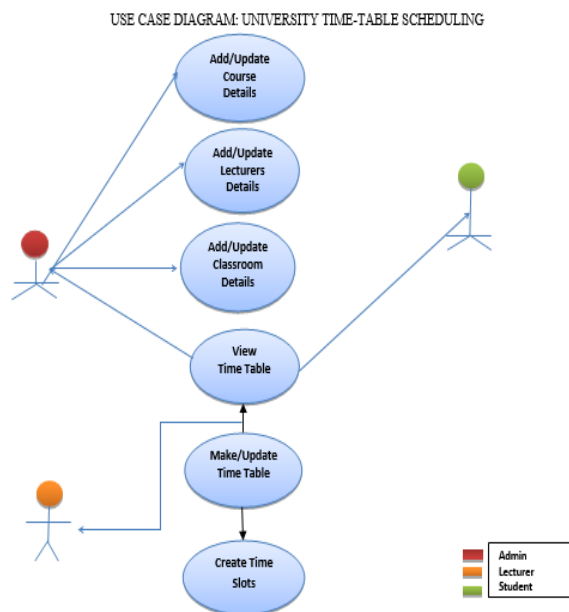 USE CASE DIAGRAM: UNIVERSITY TIME-TABLE SCHEDULING
Add/Update
Course
Details
Add/Update
Lecturers
Details
Add/Update
Classroom
Details
View
Time Table
Make/Update
Time Table
Create Time
Slots
Admin
Lecturer
Student